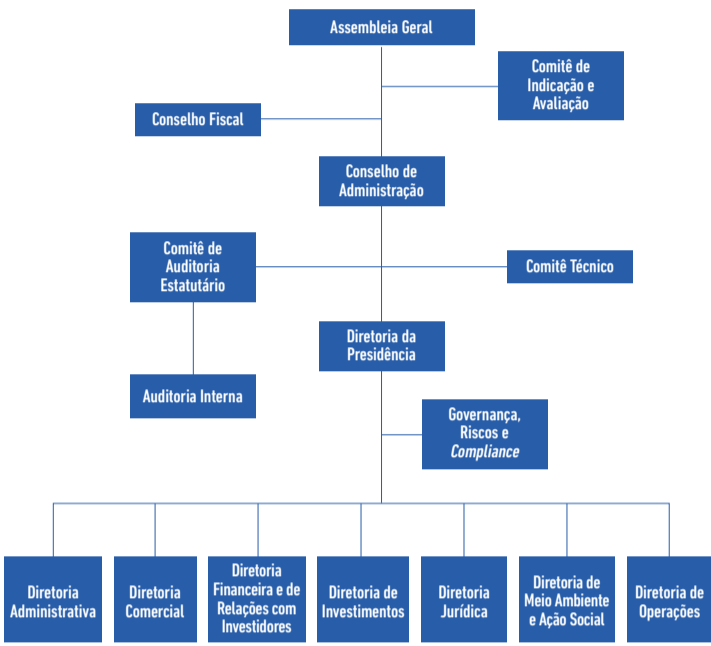 Assembleia Geral
Comitê de
Indicação e
Avaliação
Conselho Fiscal
Conselho de
Administração
Comitê de
Auditoria
Estatutário
Comitê Técnico
Diretoria da
Presidência
Auditoria Interna
Governança,
Riscos e
Compliance
Diretoria
Administrativa
Diretoria
Comercial
Diretoria
Financeira e de
Relações com
Investidores
Diretoria de
Investimentos
Diretoria
Jurídica
Diretoria de
Meio Ambiente
e Ação Social
Diretoria de
Operações